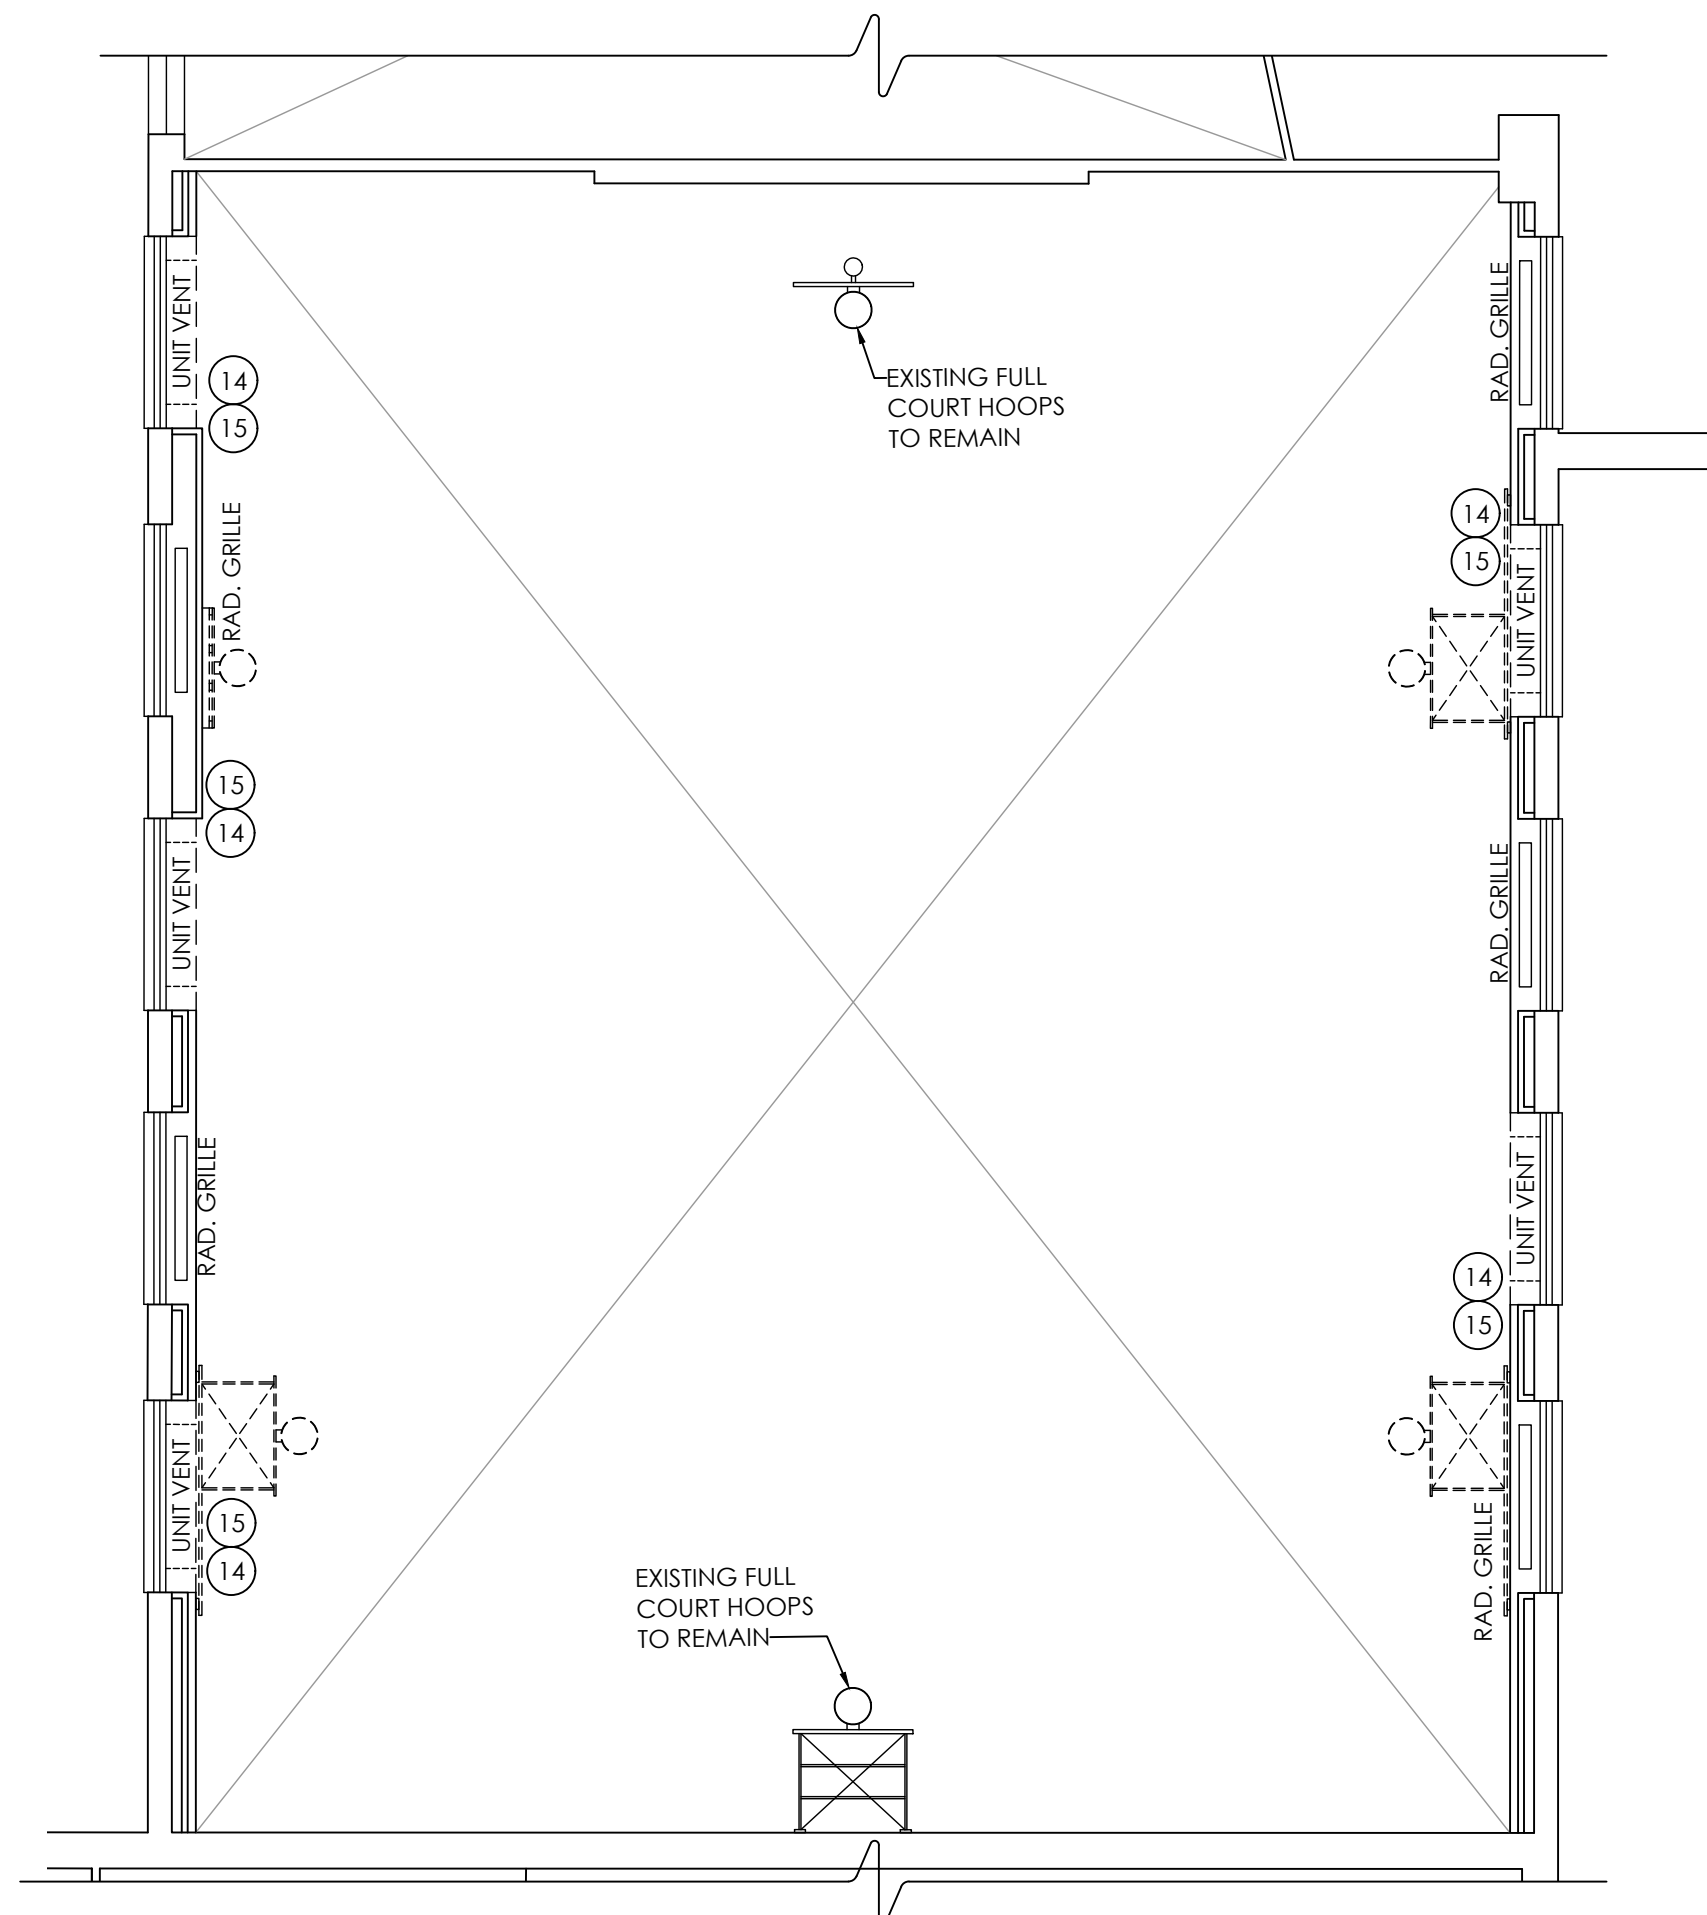 UNIT VENT
14
15
EXISTING FULL
COURT HOOPS
TO REMAIN
RAD. GRILLE
RAD. GRILLE
14
15
UNIT VENT
15
14
UNIT VENT
RAD. GRILLE
RAD. GRILLE
UNIT VENT
14
15
UNIT VENT
15
14
RAD. GRILLE
EXISTING FULL
COURT HOOPS
TO REMAIN